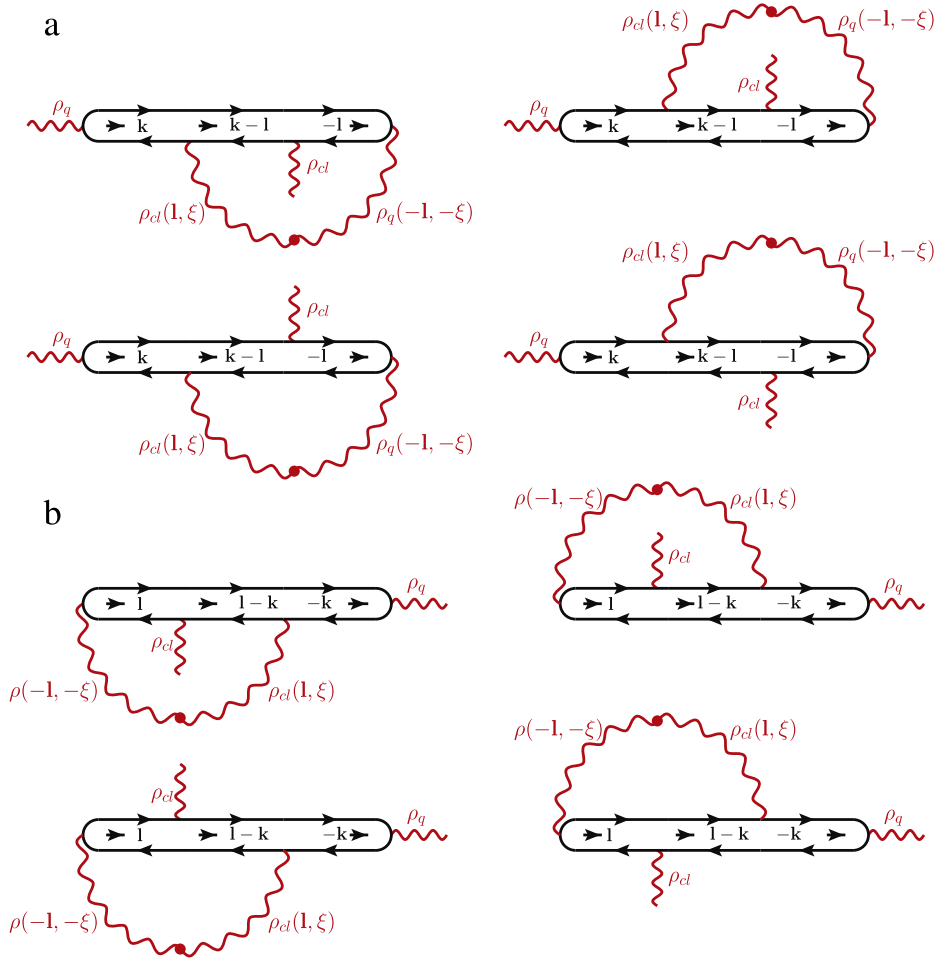 a
ρ_q k k − l −l ρ_cl ρ_cl(l, ξ) ρ_q(−l, −ξ)
ρ_cl(l, ξ) ρ_q(−l, −ξ) ρ_cl ρ_q k k − l −l
ρ_cl ρ_q k k − l −l ρ_cl(l, ξ) ρ_q(−l, −ξ)
ρ_cl(l, ξ) ρ_q(−l, −ξ) ρ_q k k − l −l ρ_cl
b
l l − k −k ρ_q ρ_cl ρ(−l, −ξ) ρ_cl(l, ξ)
ρ(−l, −ξ) ρ_cl(l, ξ) ρ_cl l l − k −k ρ_q
ρ_cl l l − k −k ρ_q ρ(−l, −ξ) ρ_cl(l, ξ)
ρ(−l, −ξ) ρ_cl(l, ξ) l l − k −k ρ_q ρ_cl